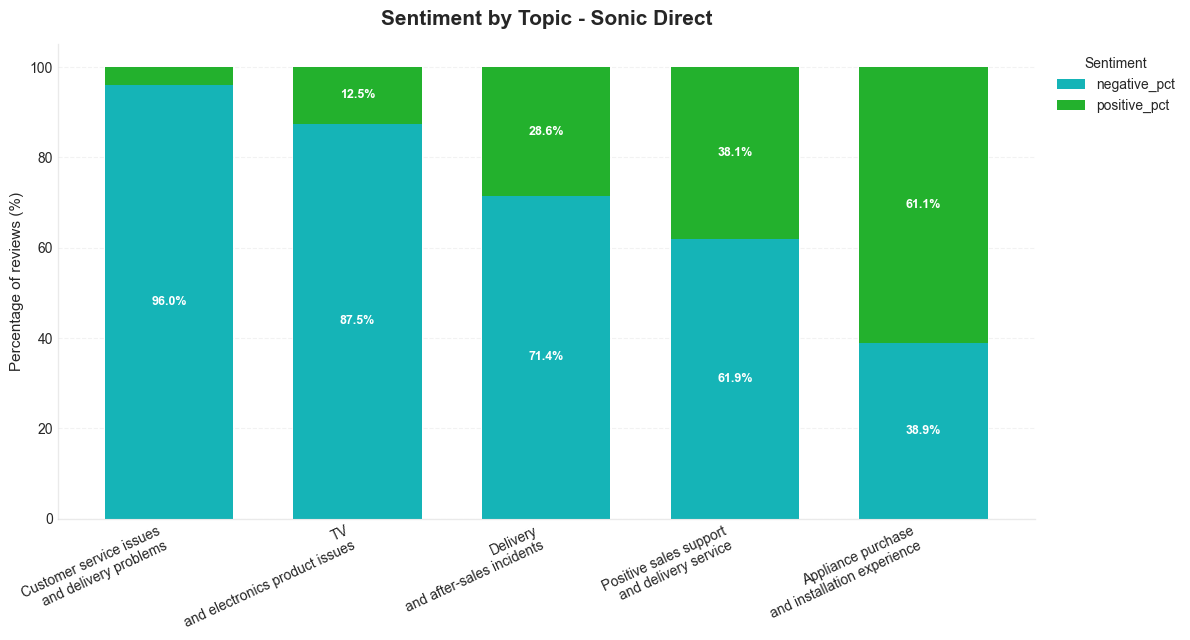 Sentiment by Topic - Sonic Direct
Sentiment
negative_pct
positive_pct
Percentage of reviews (%)
100
80
60
40
20
0
96.0%
12.5%
87.5%
28.6%
71.4%
38.1%
61.9%
61.1%
38.9%
Customer service issues
and delivery problems
TV
and electronics product issues
Delivery
and after-sales incidents
Positive sales support
and delivery service
Appliance purchase
and installation experience